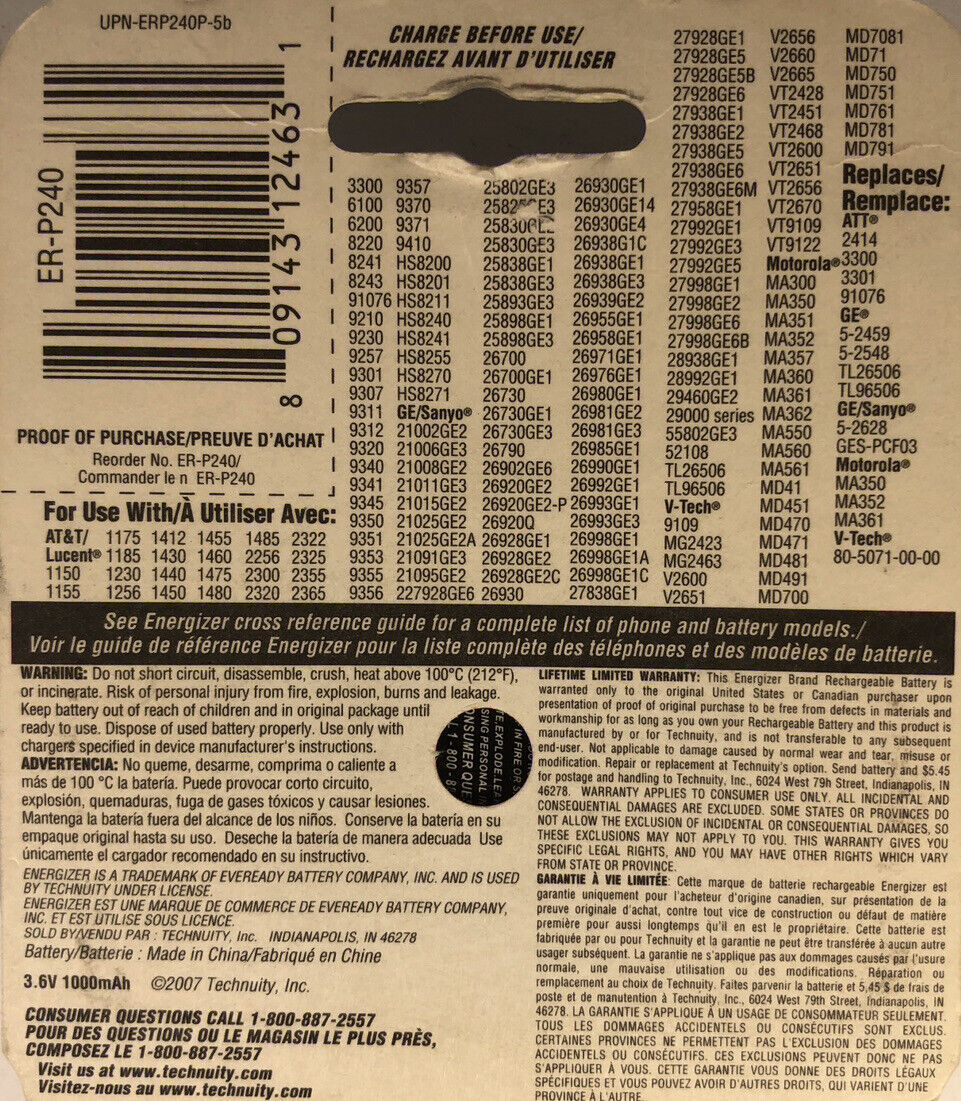 UPN-ERP240P-5b
ER-P240
8 09143 12463 1
PROOF OF PURCHASE/PREUVE D'ACHAT
Reorder No. ER-P240/
Commander le n ER-P240
CHARGE BEFORE USE/
RECHARGEZ AVANT D'UTILISER
For Use With/À Utiliser Avec:
AT&T/ 1175 1412 1455 1485 2322
Lucent® 1185 1430 1460 2256 2325
1150 1230 1440 1475 2300 2355
1155 1256 1450 1480 2320 2365
3300
6100
6200
8220
8241
8243
91076
9210
9230
9257
9301
9307
9311
9312
9320
9340
9341
9345
9350
9351
9353
9355
9356
9357
9370
9371
9410
HS8200
HS8201
HS8211
HS8240
HS8241
HS8255
HS8270
HS8271
GE/Sanyo®
21002GE2
21006GE3
21008GE2
21011GE3
21015GE2
21025GE2
21025GE2A
21091GE3
21095GE2
227928GE6
25802GE3
25830GE3
25838GE1
25838GE3
25893GE3
25898GE1
25898GE3
26700
26700GE1
26730
26730GE1
26730GE3
26790
26902GE6
26920GE2
26920GE2-P
26920Q
26928GE1
26928GE2
26928GE2C
26930
26930GE1
26930GE14
26930GE4
26938G1C
26938GE1
26938GE3
26939GE2
26955GE1
26958GE1
26971GE1
26976GE1
26980GE1
26981GE2
26981GE3
26985GE1
26990GE1
26992GE1
26993GE1
26993GE3
26998GE1
26998GE1A
26998GE1C
27838GE1
27928GE1
27928GE5
27928GE5B
27928GE6
27938GE1
27938GE2
27938GE5
27938GE6
27938GE6M
27958GE1
27992GE1
27992GE3
27992GE5
27998GE1
27998GE2
27998GE6
27998GE6B
28938GE1
28992GE1
29460GE2
29000 series
55802GE3
52108
TL26506
TL96506
V-Tech®
9109
MG2423
MG2463
V2600
V2651
V2656
V2660
V2665
VT2428
VT2451
VT2468
VT2600
VT2651
VT2656
VT2670
VT9109
VT9122
Motorola®
MA300
MA350
MA351
MA352
MA357
MA360
MA361
MA362
MA550
MA560
MA561
MD41
MD451
MD470
MD471
MD481
MD491
MD700
MD7081
MD71
MD750
MD751
MD761
MD781
MD791
Replaces/
Remplace:
ATT®
2414
3300
3301
91076
GE®
5-2459
5-2548
TL26506
TL96506
GE/Sanyo®
5-2628
GES-PCF03
Motorola®
MA350
MA352
MA361
V-Tech®
80-5071-00-00
See Energizer cross reference guide for a complete list of phone and battery models./
Voir le guide de référence Energizer pour la liste complète des téléphones et des modèles de batterie.
WARNING: Do not short circuit, disassemble, crush, heat above 100°C (212°F),
or incinerate. Risk of personal injury from fire, explosion, burns and leakage.
Keep battery out of reach of children and in original package until
ready to use. Dispose of used battery properly. Use only with
chargers specified in device manufacturer's instructions.
ADVERTENCIA: No queme, desarme, comprima o caliente a
más de 100 °C la batería. Puede provocar corto circuito,
explosión, quemaduras, fuga de gases tóxicos y causar lesiones.
Mantenga la batería fuera del alcance de los niños. Conserve la batería en su
empaque original hasta su uso. Deseche la batería de manera adecuada Use
únicamente el cargador recomendado en su instructivo.
ENERGIZER IS A TRADEMARK OF EVEREADY BATTERY COMPANY, INC. AND IS USED
BY TECHNUITY UNDER LICENSE.
ENERGIZER EST UNE MARQUE DE COMMERCE DE EVEREADY BATTERY COMPANY,
INC. ET EST UTILISE SOUS LICENCE.
SOLD BY/VENDU PAR : TECHNUITY, Inc. INDIANAPOLIS, IN 46278
Battery/Batterie : Made in China/Fabriqué en Chine
3.6V 1000mAh ©2007 Technuity, Inc.
CONSUMER QUESTIONS CALL 1-800-887-2557
POUR DES QUESTIONS OU LE MAGASIN LE PLUS PRÈS,
COMPOSEZ LE 1-800-887-2557
Visit us at www.technuity.com
Visitez-nous au www.technuity.com
IN FIRE OR
TE, EXPLODE, LEA
SING PERSONAL
ONSUMER QUE
1-800-8
LIFETIME LIMITED WARRANTY: This Energizer Brand Rechargeable Battery is
warranted only to the original United States or Canadian purchaser upon
presentation of proof of original purchase to be free from defects in materials and
workmanship for as long as you own your Rechargeable Battery and this product is
manufactured by or for Technuity, and is not transferable to any subsequent
end-user. Not applicable to damage caused by normal wear and tear, misuse or
modification. Repair or replacement at Technuity's option. Send battery and $5.45
for postage and handling to Technuity, Inc., 6024 West 79h Street, Indianapolis, IN
46278. WARRANTY APPLIES TO CONSUMER USE ONLY. ALL INCIDENTAL AND
CONSEQUENTIAL DAMAGES ARE EXCLUDED. SOME STATES OR PROVINCES DO
NOT ALLOW THE EXCLUSION OF INCIDENTAL OR CONSEQUENTIAL DAMAGES, SO
THESE EXCLUSIONS MAY NOT APPLY TO YOU. THIS WARRANTY GIVES YOU
SPECIFIC LEGAL RIGHTS, AND YOU MAY HAVE OTHER RIGHTS WHICH VARY
FROM STATE OR PROVINCE.
GARANTIE À VIE LIMITÉE: Cette marque de batterie rechargeable Energizer est
garantie uniquement pour l'acheteur d'origine canadien, sur présentation de la
preuve originale d'achat, contre tout vice de construction ou défaut de matière
première pour aussi longtemps qu'il en est le propriétaire. Cette batterie est
fabriquée par ou pour Technuity et la garantie ne peut être transférée à aucun autre
usager subséquent. La garantie ne s'applique pas aux dommages causés par l'usure
normale, une mauvaise utilisation ou des modifications. Réparation ou
remplacement au choix de Technuity. Faites parvenir la batterie et 5,45 $ de frais de
poste et de manutention à Technuity, Inc., 6024 West 79th Street, Indianapolis, IN
46278. LA GARANTIE S'APPLIQUE À UN USAGE DE CONSOMMATEUR SEULEMENT.
TOUS LES DOMMAGES ACCIDENTELS OU CONSÉCUTIFS SONT EXCLUS.
CERTAINES PROVINCES NE PERMETTENT PAS L'EXCLUSION DES DOMMAGES
ACCIDENTELS OU CONSÉCUTIFS. CES EXCLUSIONS PEUVENT DONC NE PAS
S'APPLIQUER À VOUS. CETTE GARANTIE VOUS DONNE DES DROITS LÉGAUX
SPÉCIFIQUES ET VOUS POUVEZ AVOIR D'AUTRES DROITS, QUI VARIENT D'UNE
PROVINCE À L'AUTRE.